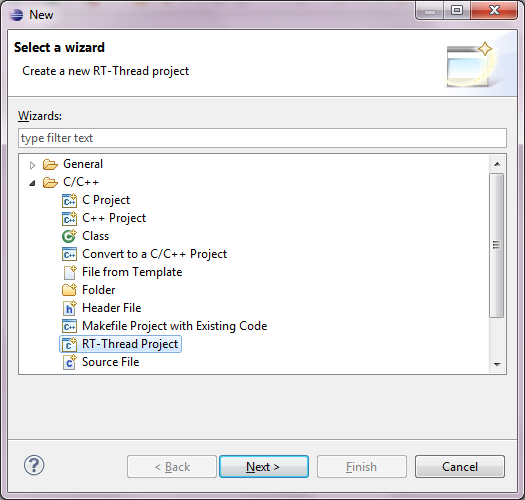 New
Select a wizard
Create a new RT-Thread project
Wizards:
type filter text
General
C/C++
C Project
C++ Project
Class
Convert to a C/C++ Project
File from Template
Folder
Header File
Makefile Project with Existing Code
RT-Thread Project
Source File
< Back Next > Finish Cancel